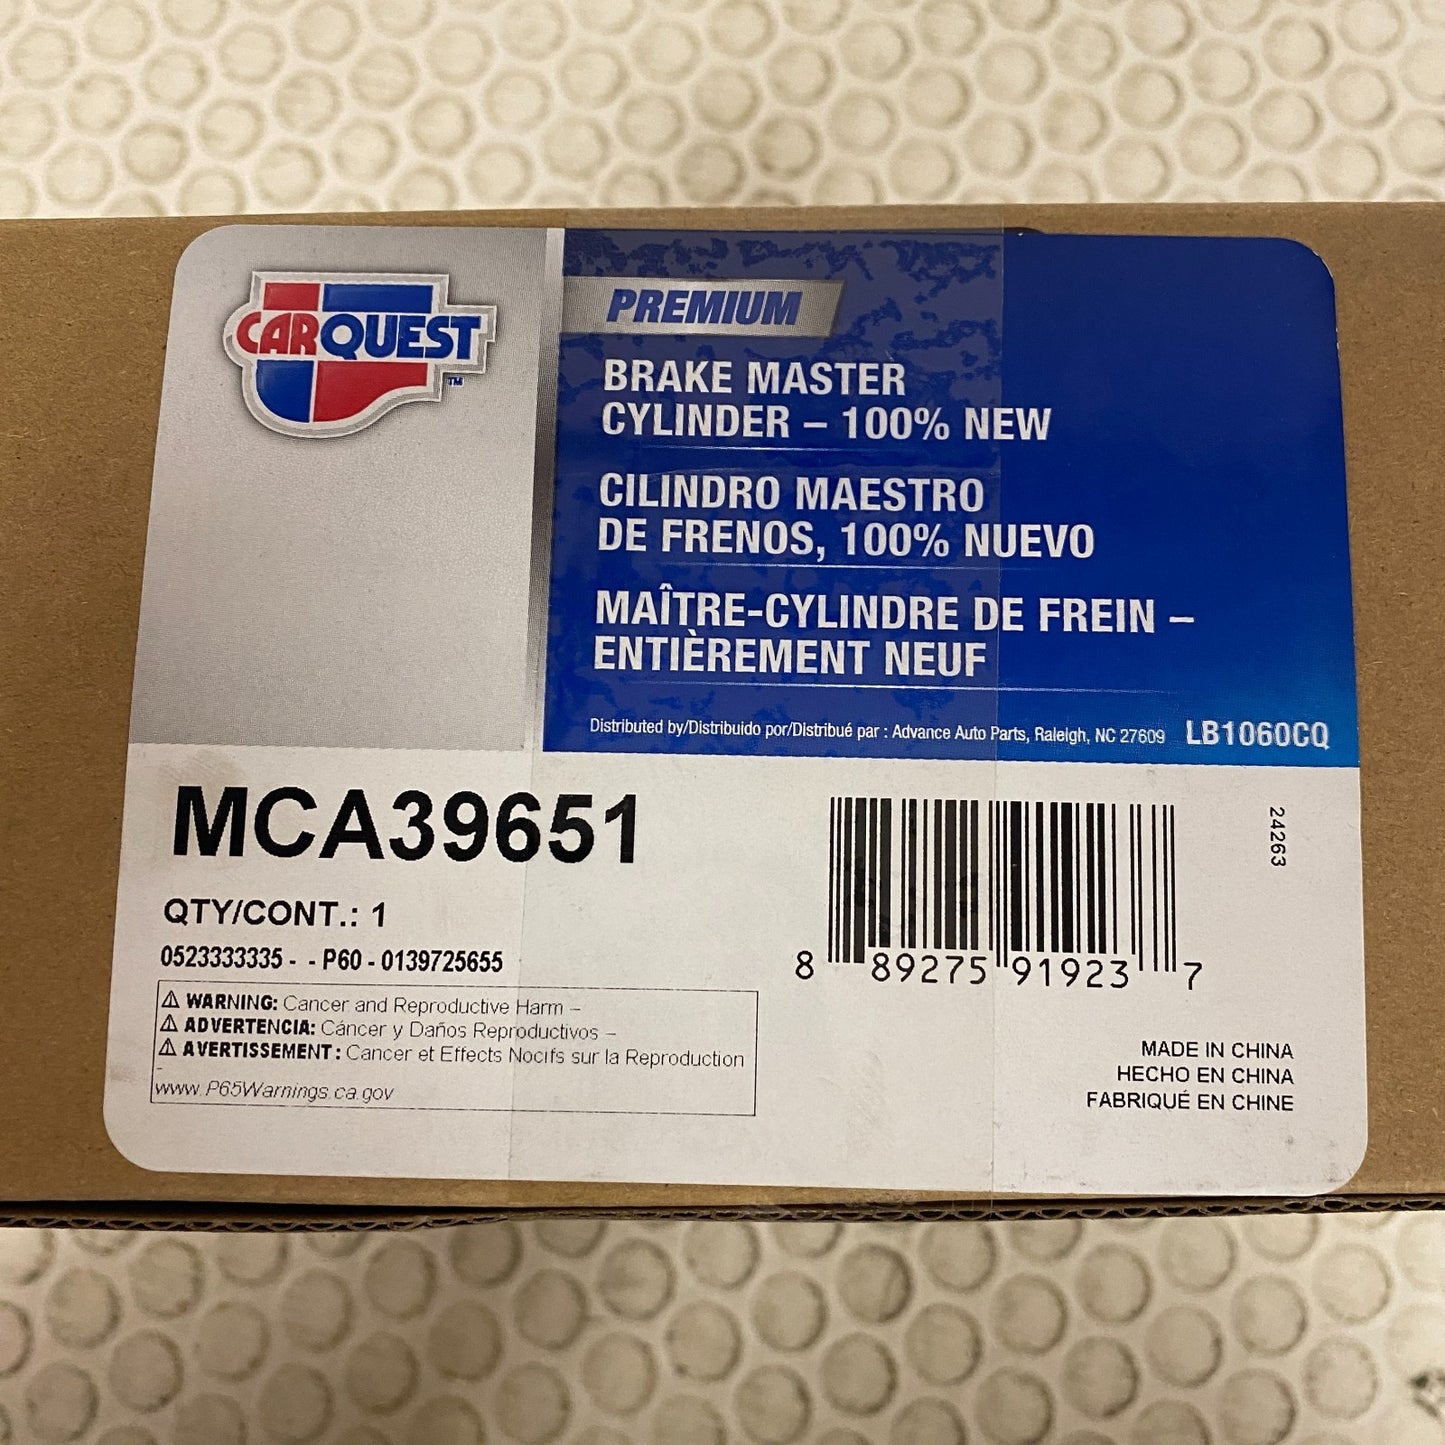 CARQUEST™
PREMIUM
BRAKE MASTER
CYLINDER – 100% NEW
CILINDRO MAESTRO
DE FRENOS, 100% NUEVO
MAÎTRE-CYLINDRE DE FREIN –
ENTIÈREMENT NEUF
Distributed by/Distribuido por/Distribué par : Advance Auto Parts, Raleigh, NC 27609 LB1060CQ
MCA39651
QTY/CONT.: 1
0523333335 - - P60 - 0139725655
⚠ WARNING: Cancer and Reproductive Harm –
⚠ ADVERTENCIA: Cáncer y Daños Reproductivos –
⚠ AVERTISSEMENT: Cancer et Effects Nocifs sur la Reproduction
–
www.P65Warnings.ca.gov
24263
8 89275 91923 7
MADE IN CHINA
HECHO EN CHINA
FABRIQUÉ EN CHINE